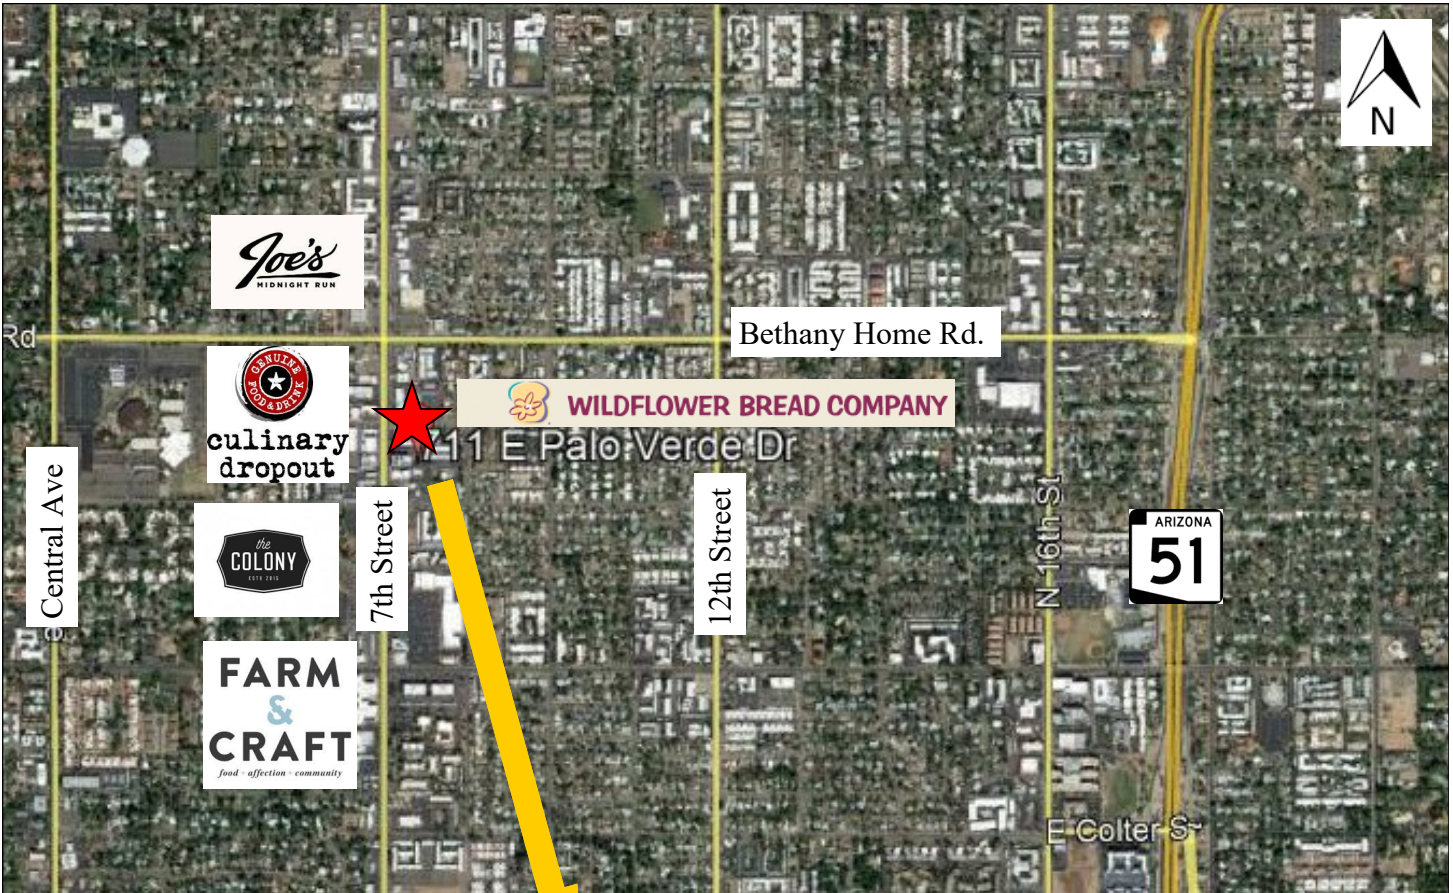 N
Joe's
MIDNIGHT RUN
Rd
Bethany Home Rd.
GENUINE
FOOD & DRINK
culinary
dropout
WILDFLOWER BREAD COMPANY
711 E Palo Verde Dr
Central Ave
7th Street
12th Street
N 16th St
the
COLONY
ESTD 2015
ARIZONA
51
FARM
&
CRAFT
food + affection + community
E Colter S
e